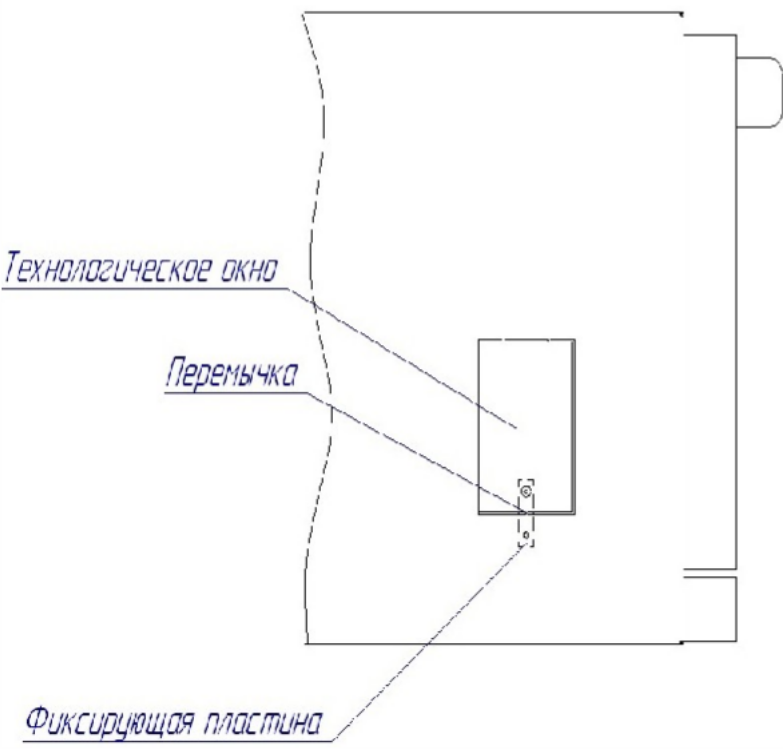 Технологическое окно
Перемычка
Фиксирующая пластина